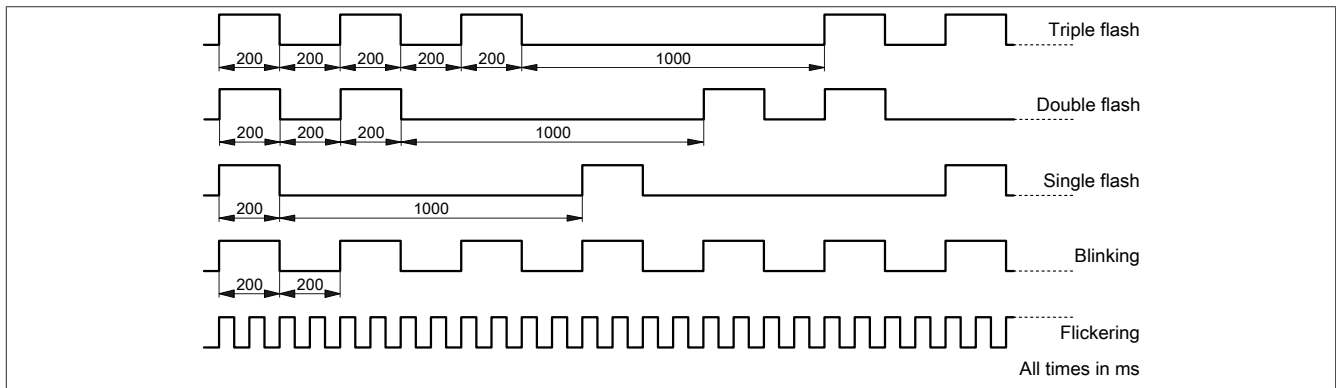 Triple flash
200 200 200 200 200 1000
Double flash
200 200 200 1000
Single flash
200 1000
Blinking
200 200
Flickering
All times in ms